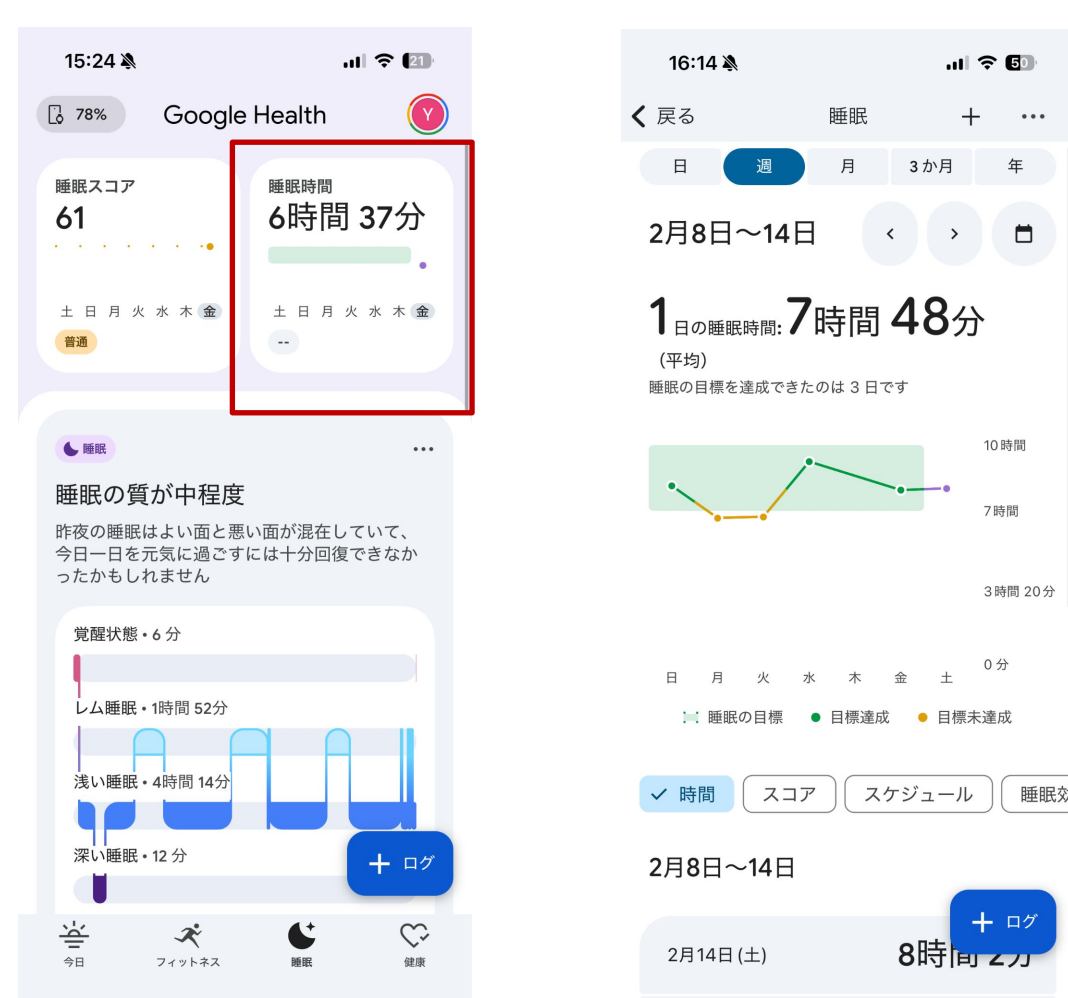 15:24
21
78%
Google Health
Y
睡眠スコア
61
土 日 月 火 水 木 金
普通
睡眠時間
6時間 37分
土 日 月 火 水 木 金
--
睡眠
睡眠の質が中程度
昨夜の睡眠はよい面と悪い面が混在していて、
今日一日を元気に過ごすには十分回復できなか
ったかもしれません
覚醒状態・6 分
レム睡眠・1時間 52分
浅い睡眠・4時間 14分
深い睡眠・12 分
+ ログ
今日
フィットネス
睡眠
健康
16:14
50
戻る
睡眠
日 週 月 3か月 年
2月8日～14日
1日の睡眠時間: 7時間 48分
（平均）
睡眠の目標を達成できたのは 3 日です
10時間
7時間
3時間 20分
0分
日 月 火 水 木 金 土
睡眠の目標 目標達成 目標未達成
時間 スコア スケジュール 睡眠効
2月8日～14日
+ ログ
2月14日(土)
8時間 2分